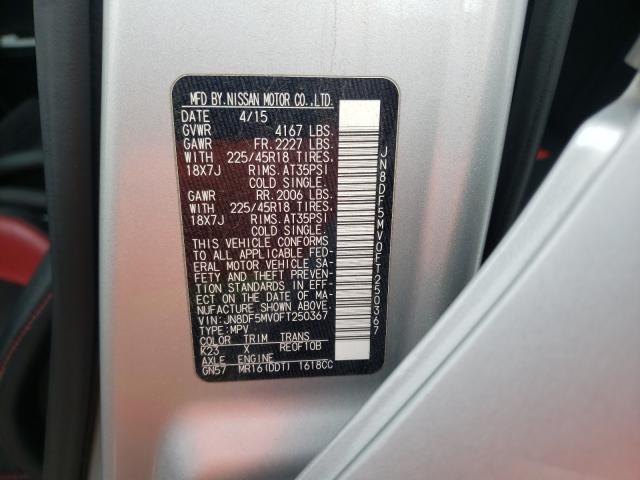 MFD BY.NISSAN MOTOR CO.,LTD.
DATE 4/15
GVWR 4167 LBS.
GAWR FR. 2227 LBS.
WITH 225/45R18 TIRES.
18X7J RIMS. AT35PSI
COLD SINGLE.
GAWR RR. 2006 LBS.
WITH 225/45R18 TIRES.
18X7J RIMS. AT35PSI
COLD SINGLE.
THIS VEHICLE CONFORMS
TO ALL APPLICABLE FED-
ERAL MOTOR VEHICLE SA-
FETY AND THEFT PREVEN-
TION STANDARDS IN EFF-
ECT ON THE DATE OF MA-
NUFACTURE SHOWN ABOVE.
VIN:JN8DF5MV0FT250367
TYPE:MPV
COLOR TRIM TRANS
K23 X RE0F10B
AXLE ENGINE
GN57 MR16(DDT) 1618CC
JN8DF5MV0FT250367